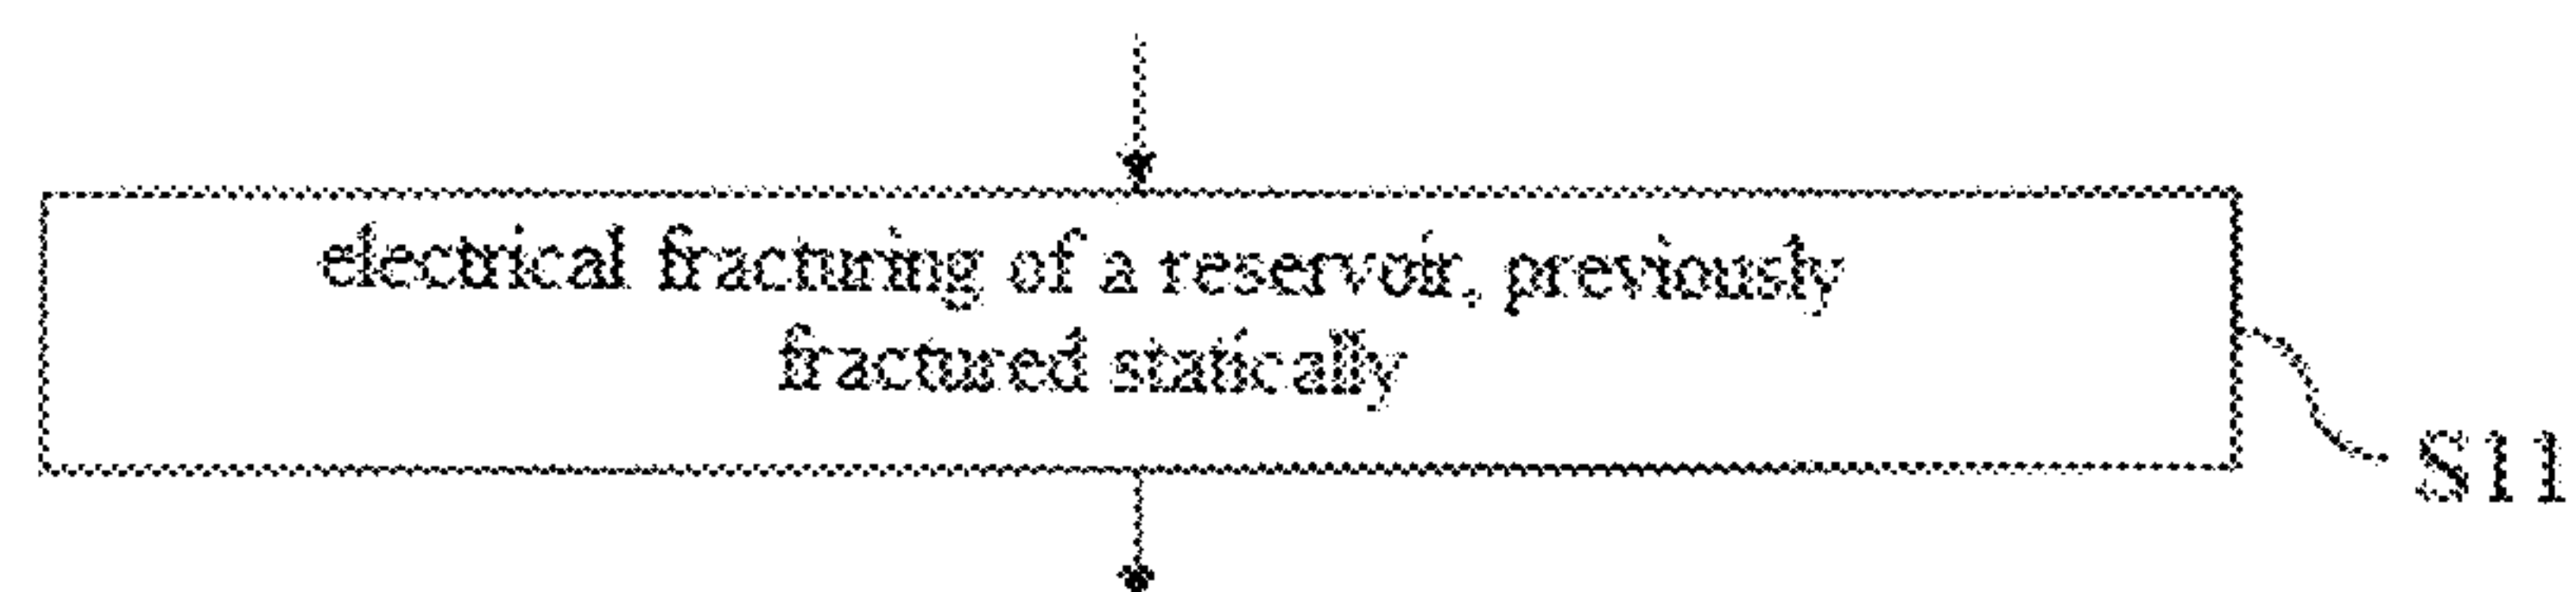 electrical fracturing of a reservoir, previously
fractured statically
S11